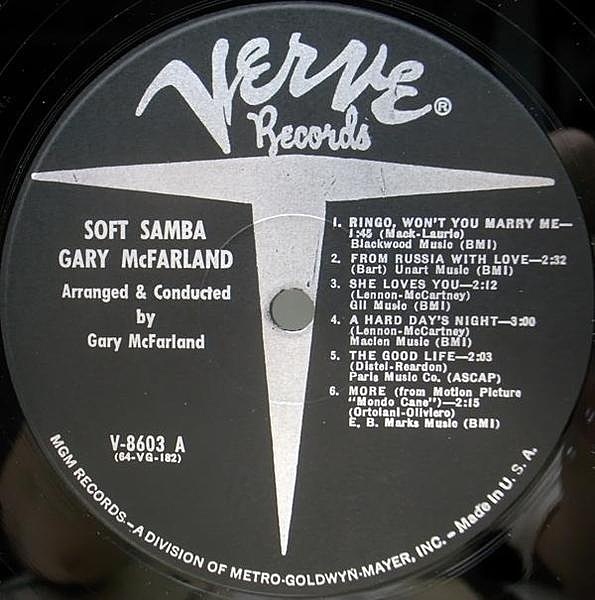 Verve®
Records
SOFT SAMBA
GARY McFARLAND
Arranged & Conducted
by
Gary McFarland
V-8603 A
(64-VG-182)
1. RINGO, WON'T YOU MARRY ME—
1:45 (Mack-Laurie)
Blackwood Music (BMI)
2. FROM RUSSIA WITH LOVE—2:32
(Bart) Unart Music (BMI)
3. SHE LOVES YOU—2:12
(Lennon-McCartney)
Gil Music (BMI)
4. A HARD DAY'S NIGHT—3:00
(Lennon-McCartney)
Maclen Music (BMI)
5. THE GOOD LIFE—2:03
(Distel-Reardon)
Paris Music Co. (ASCAP)
6. MORE (from Motion Picture
"Mondo Cane")—2:15
(Ortolani-Oliviero)
E. B. Marks Music (BMI)
MGM RECORDS—A DIVISION OF METRO-GOLDWYN-MAYER, INC.—Made in U. S. A.